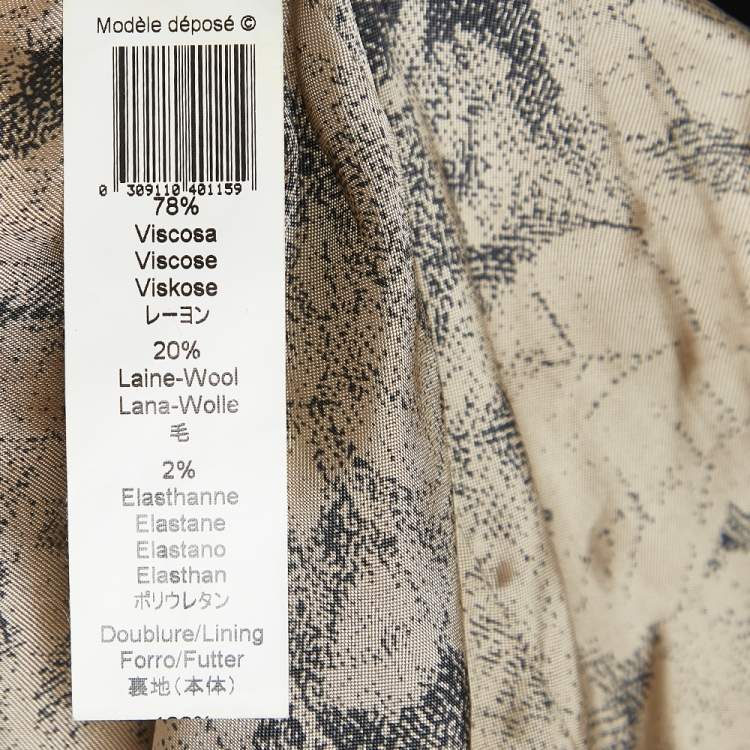 Modèle déposé ©
0 309110 401159
78%
Viscosa
Viscose
Viskose
レーヨン
20%
Laine-Wool
Lana-Wolle
毛
2%
Elasthanne
Elastane
Elastano
Elasthan
ポリウレタン
Doublure/Lining
Forro/Futter
裏地(本体)